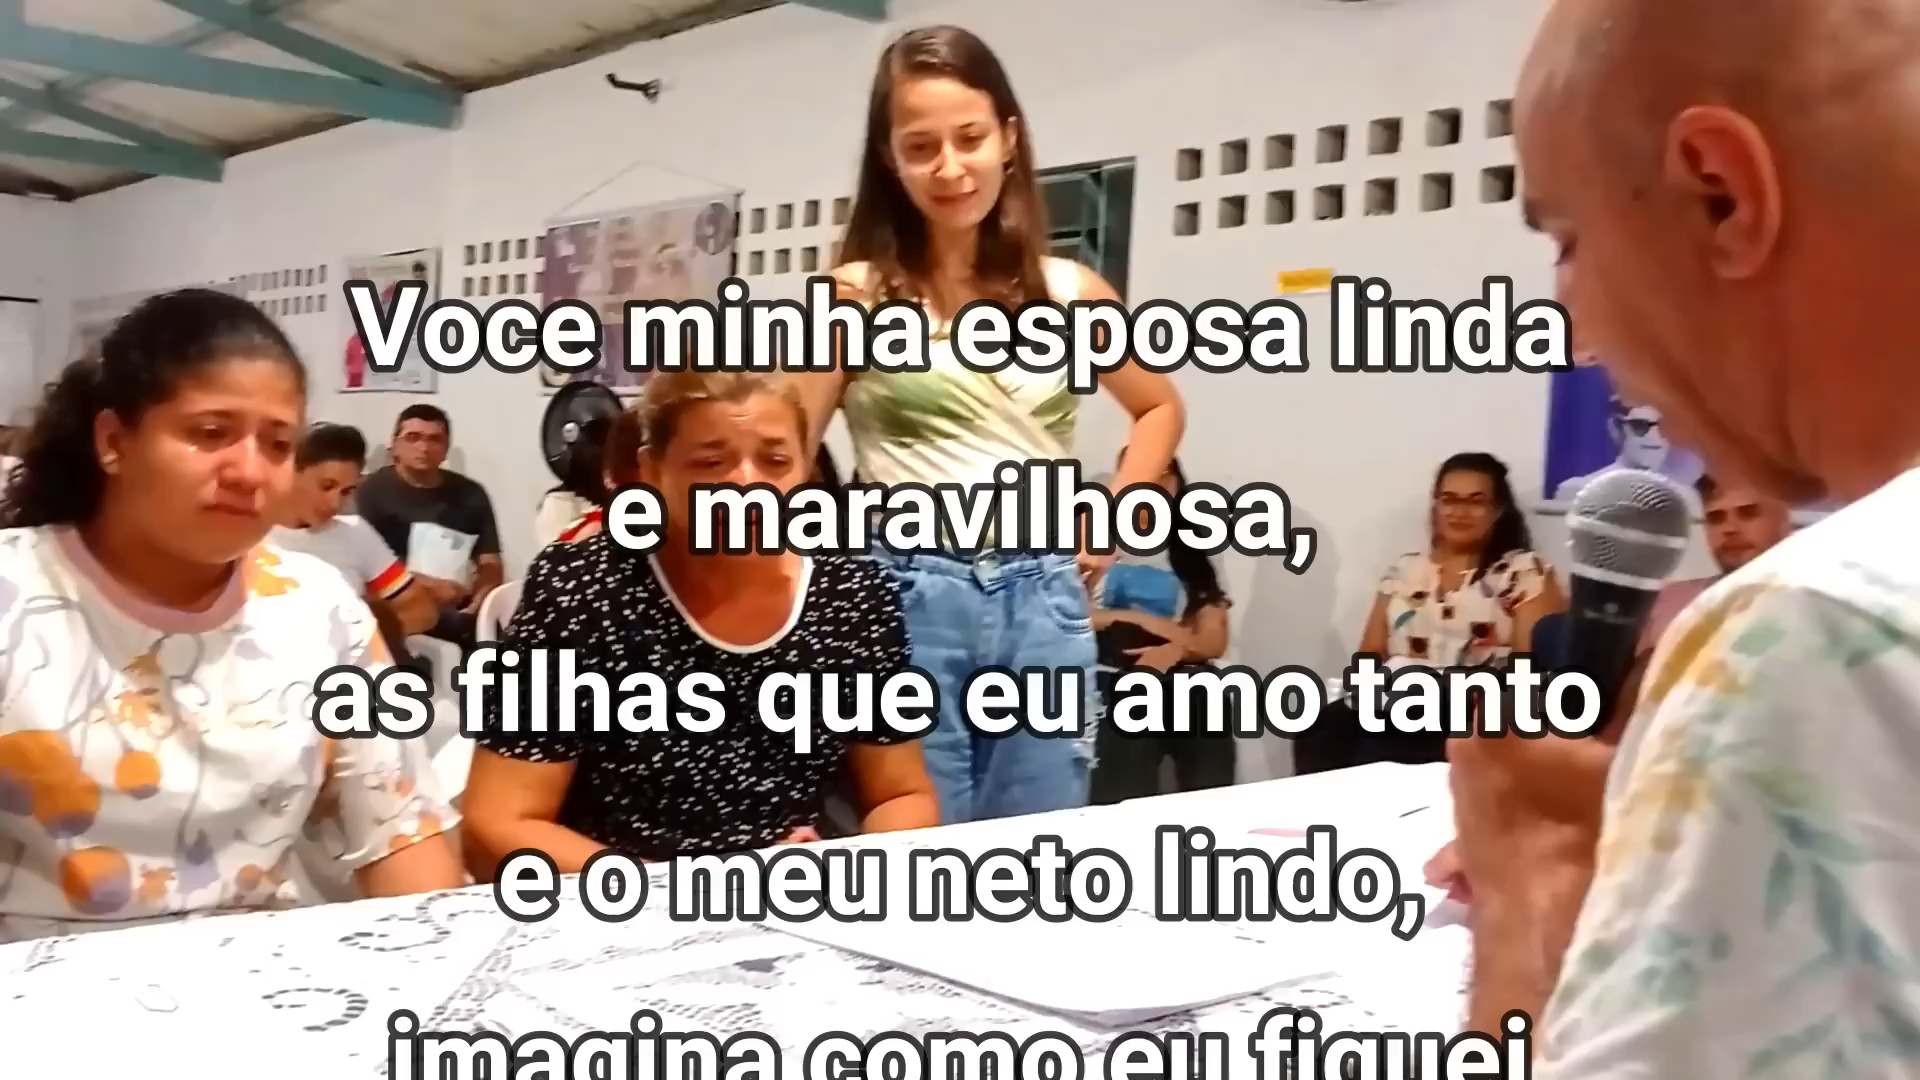 Voce minha esposa linda
e maravilhosa,
as filhas que eu amo tanto
e o meu neto lindo,
imagina como eu fiquei